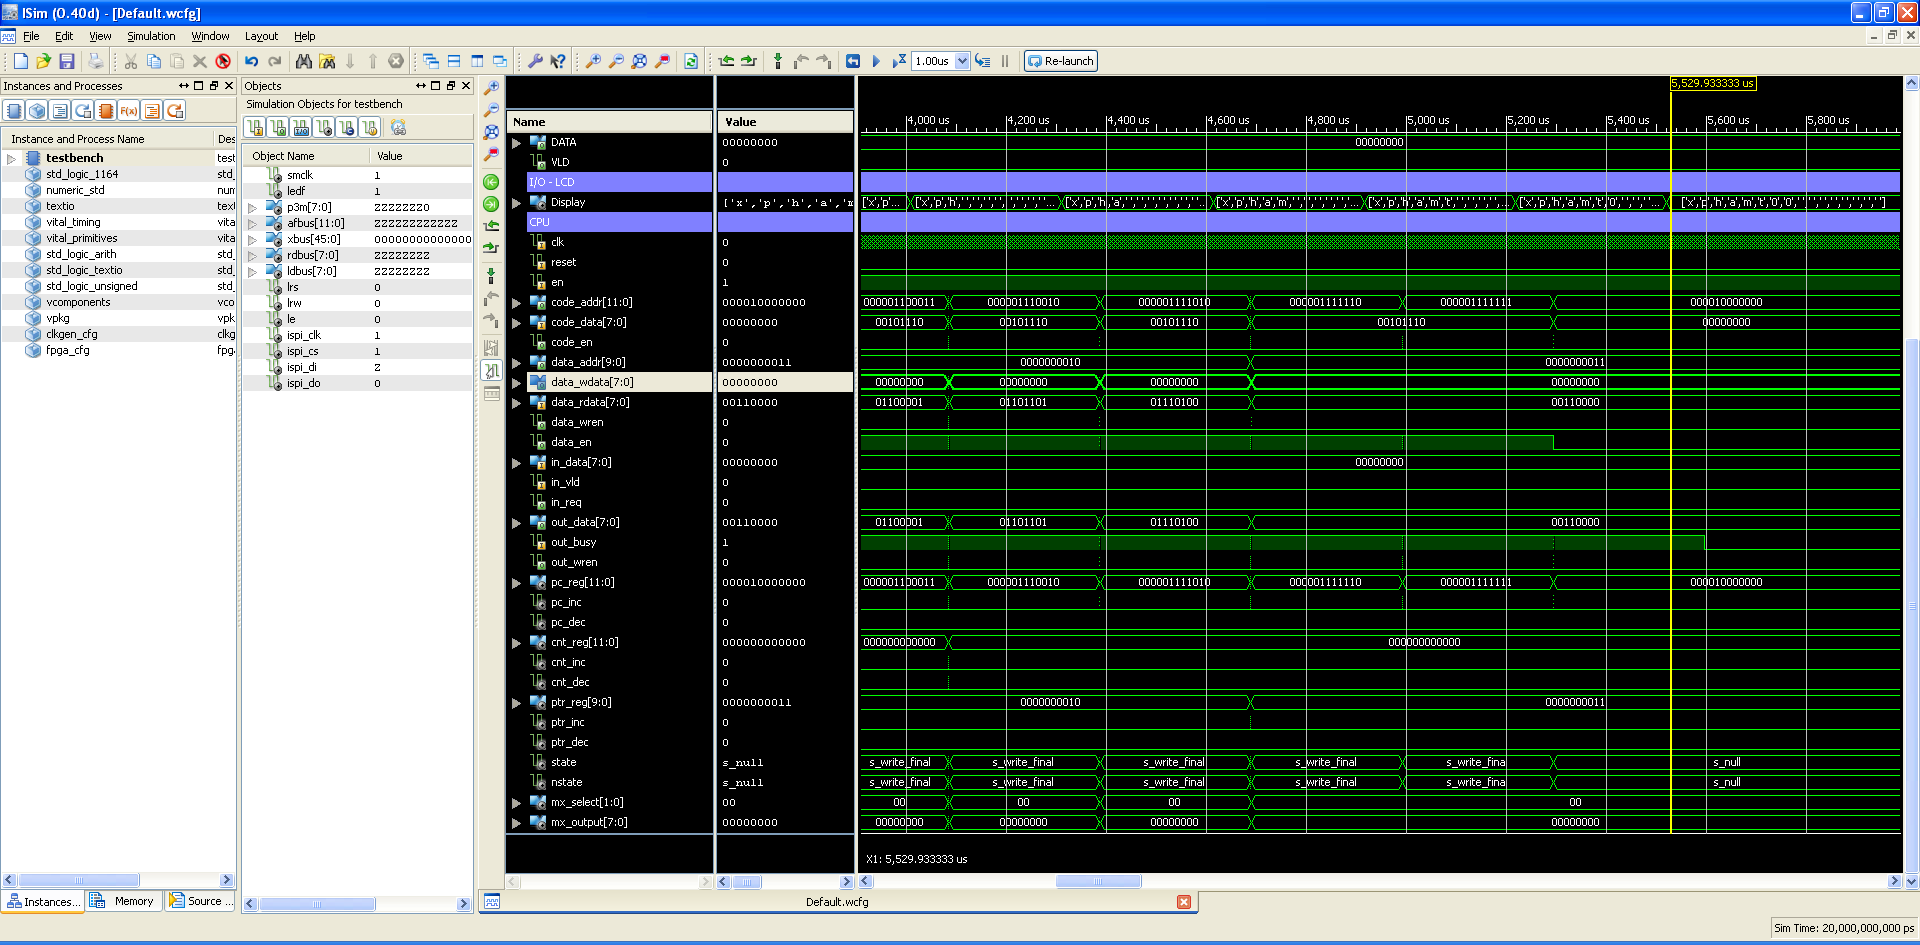 ISim (O.40d) - [Default.wcfg]
File Edit View Simulation Window Layout Help
1.00us Re-launch
Instances and Processes
F(x)
Instance and Process Name Des
testbench test
std_logic_1164 std_
numeric_std num
textio text
vital_timing vita
vital_primitives vita
std_logic_arith std_
std_logic_textio std_
std_logic_unsigned std_
vcomponents vco
vpkg vpk
clkgen_cfg clkg
fpga_cfg fpga
Instances... Memory Source ...
Objects
Simulation Objects for testbench
Object Name Value
smclk 1
ledf 1
p3m[7:0] ZZZZZZZ0
afbus[11:0] ZZZZZZZZZZZZ
xbus[45:0] 00000000000000
rdbus[7:0] ZZZZZZZZ
ldbus[7:0] ZZZZZZZZ
lrs 0
lrw 0
le 0
ispi_clk 1
ispi_cs 1
ispi_di Z
ispi_do 0
5,529.933333 us
Name Value 4,000 us 4,200 us 4,400 us 4,600 us 4,800 us 5,000 us 5,200 us 5,400 us 5,600 us 5,800 us
DATA 00000000 00000000
VLD 0
I/O - LCD
Display ['x','p','h','a','m
CPU
clk 0
reset 0
en 1
code_addr[11:0] 000010000000 000001100011 000001110010 000001111010 000001111110 000001111111 000010000000
code_data[7:0] 00000000 00101110 00101110 00101110 00101110 00000000
code_en 0
data_addr[9:0] 0000000011 0000000010 0000000011
data_wdata[7:0] 00000000 00000000 00000000 00000000 00000000
data_rdata[7:0] 00110000 01100001 01101101 01110100 00110000
data_wren 0
data_en 0
in_data[7:0] 00000000 00000000
in_vld 0
in_req 0
out_data[7:0] 00110000 01100001 01101101 01110100 00110000
out_busy 1
out_wren 0
pc_reg[11:0] 000010000000 000001100011 000001110010 000001111010 000001111110 000001111111 000010000000
pc_inc 0
pc_dec 0
cnt_reg[11:0] 000000000000 000000000000 000000000000
cnt_inc 0
cnt_dec 0
ptr_reg[9:0] 0000000011 0000000010 0000000011
ptr_inc 0
ptr_dec 0
state s_null s_write_final s_write_final s_write_final s_write_final s_write_fina s_null
nstate s_null s_write_final s_write_final s_write_final s_write_final s_write_fina s_null
mx_select[1:0] 00 00 00 00 00
mx_output[7:0] 00000000 00000000 00000000 00000000 00000000
X1: 5,529.933333 us
Default.wcfg
Sim Time: 20,000,000,000 ps